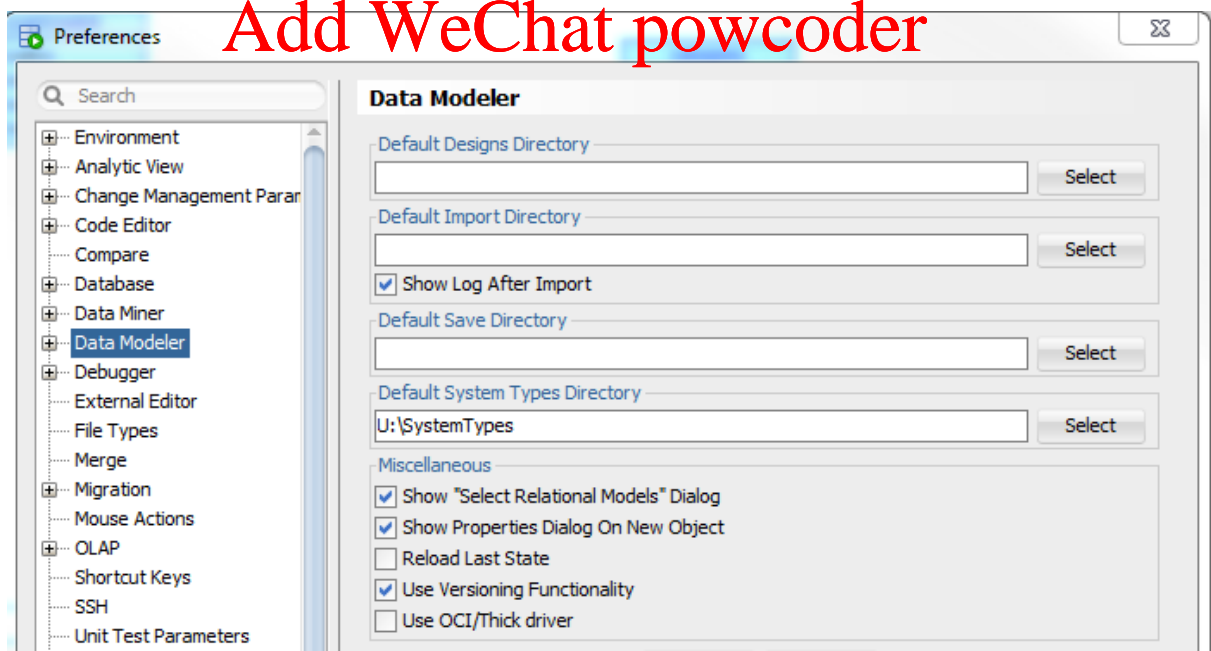 Add WeChat powcoder
Preferences
Search
Environment
Analytic View
Change Management Param
Code Editor
Compare
Database
Data Miner
Data Modeler
Debugger
External Editor
File Types
Merge
Migration
Mouse Actions
OLAP
Shortcut Keys
SSH
Unit Test Parameters
Data Modeler
Default Designs Directory
Select
Default Import Directory
Select
Show Log After Import
Default Save Directory
Select
Default System Types Directory
U:\SystemTypes
Select
Miscellaneous
Show "Select Relational Models" Dialog
Show Properties Dialog On New Object
Reload Last State
Use Versioning Functionality
Use OCI/Thick driver